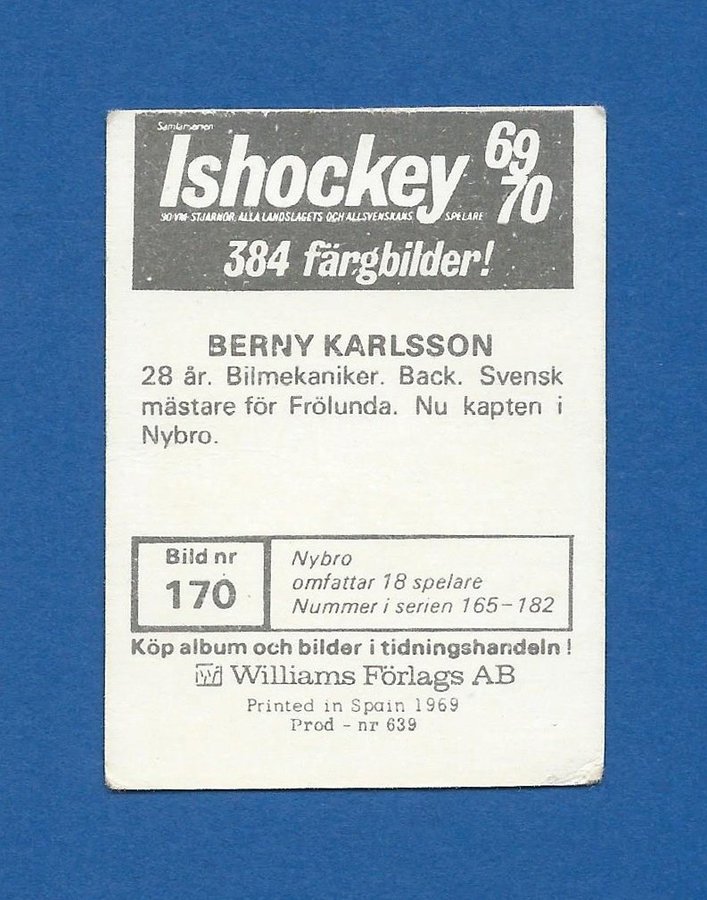 Samlarserien
Ishockey 69
70
90 VM-STJÄRNOR, ALLA LANDSLAGETS OCH ALLSVENSKANS SPELARE
384 färgbilder!
BERNY KARLSSON
28 år. Bilmekaniker. Back. Svensk
mästare för Frölunda. Nu kapten i
Nybro.
Bild nr
170
Nybro
omfattar 18 spelare
Nummer i serien 165-182
Köp album och bilder i tidningshandeln!
Wf Williams Förlags AB
Printed in Spain 1969
Prod - nr 639